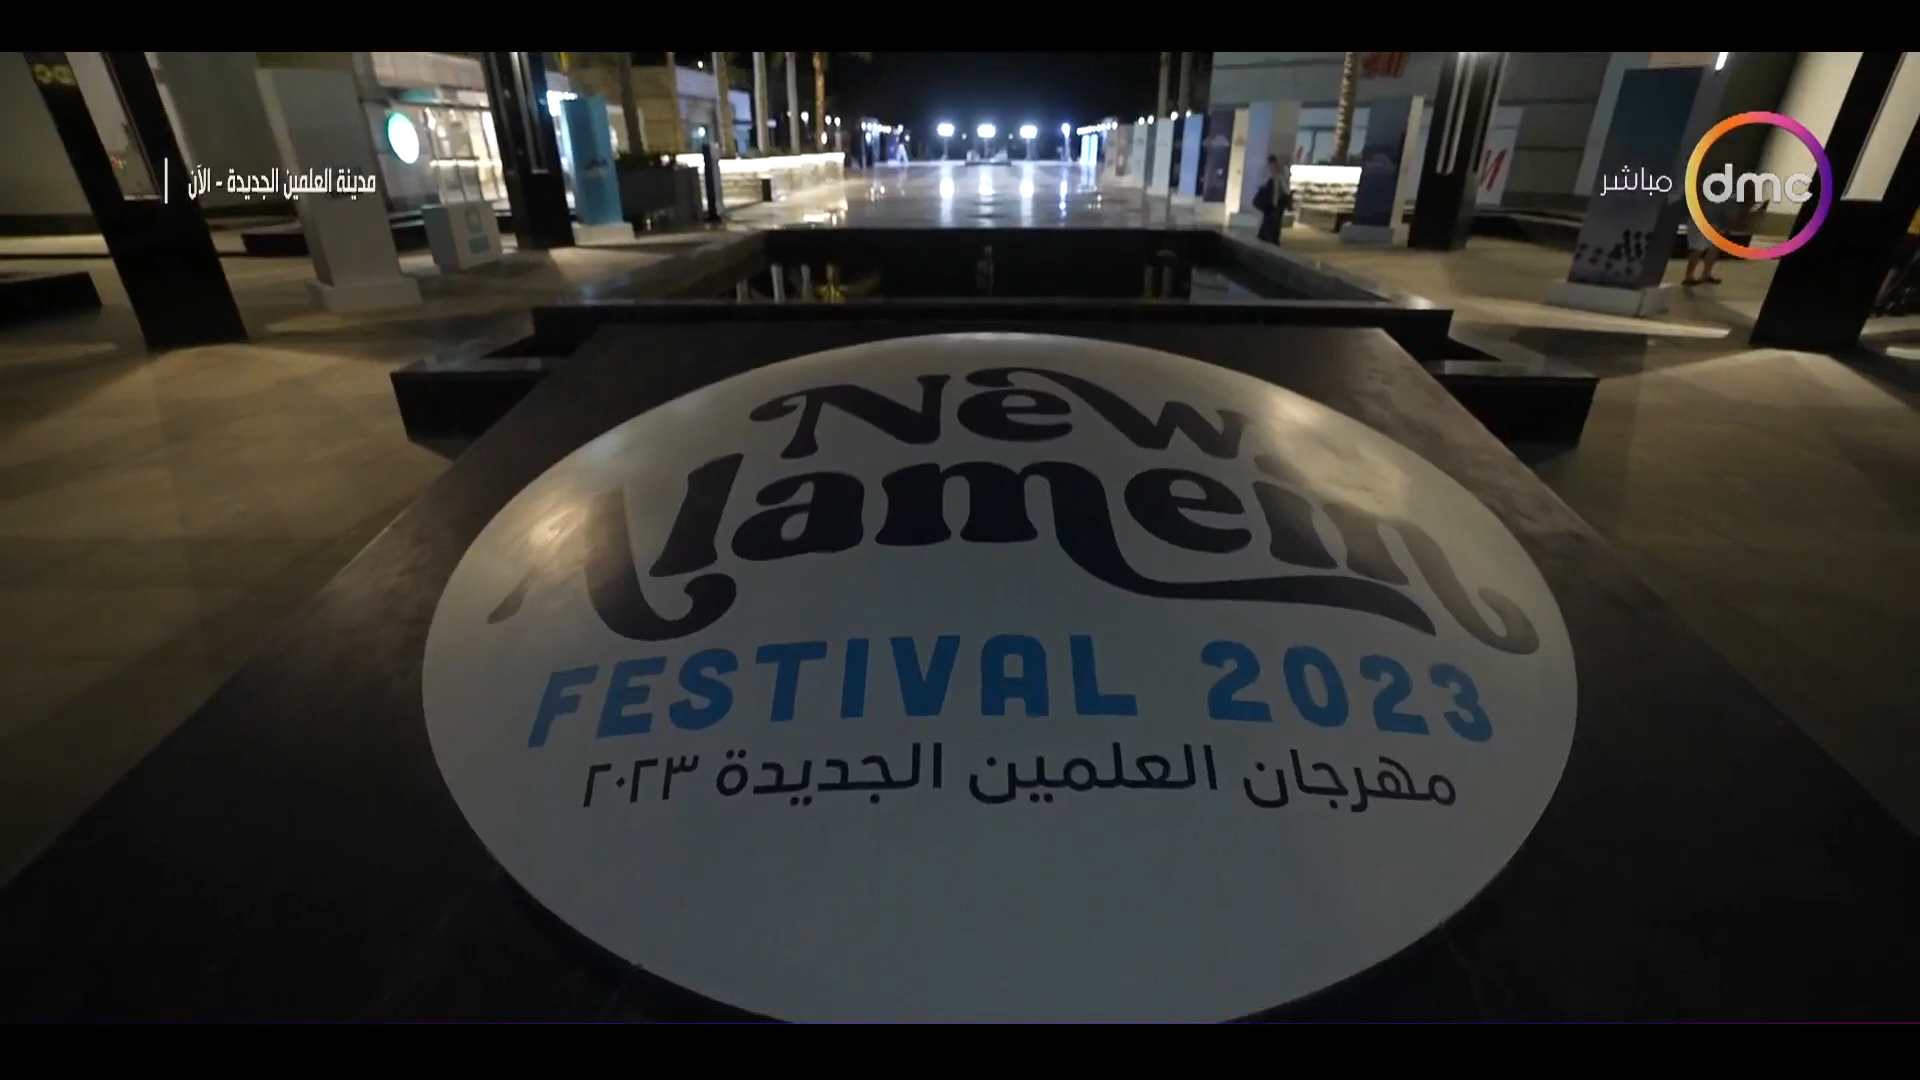 مدينة العلمين الجديدة - الآن
مباشر
dmc
New
Alamein
FESTIVAL 2023
مهرجان العلمين الجديدة ٢٠٢٣